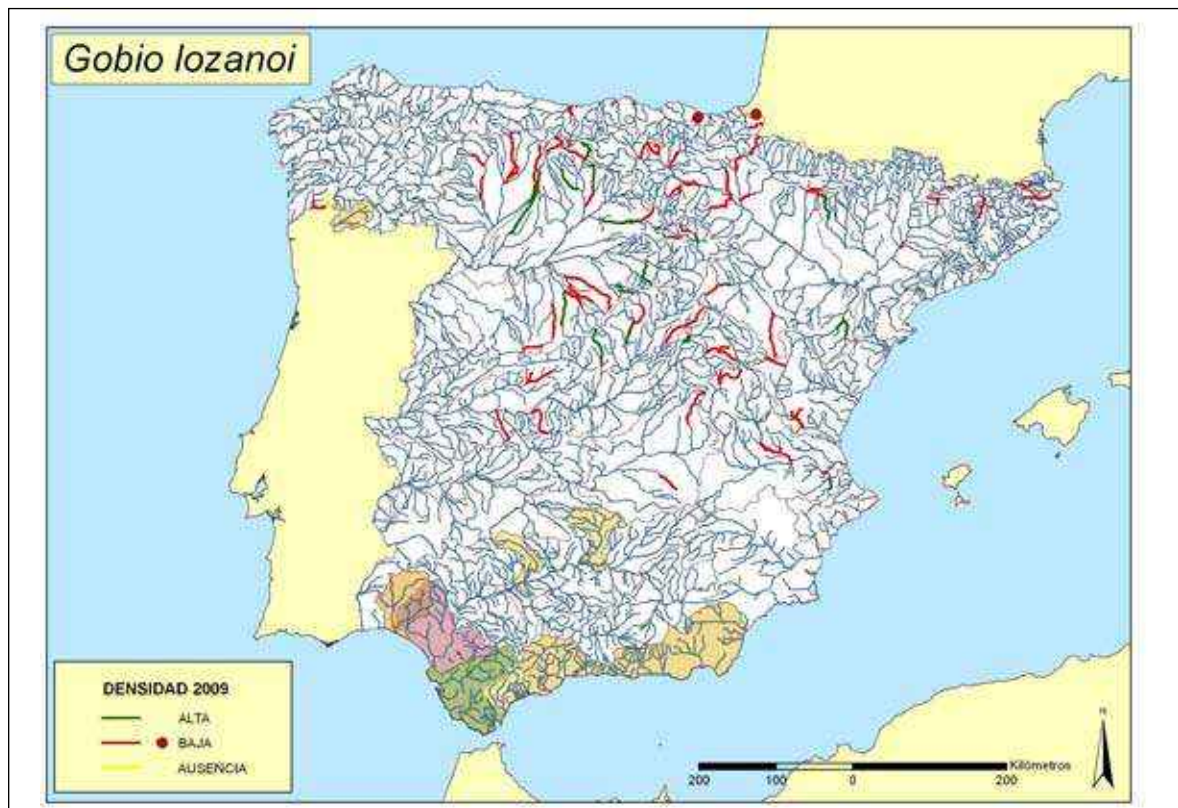 Gobio lozanoi
DENSIDAD 2009
ALTA
BAJA
AUSENCIA
N
200 100 0 200 Kilómetros